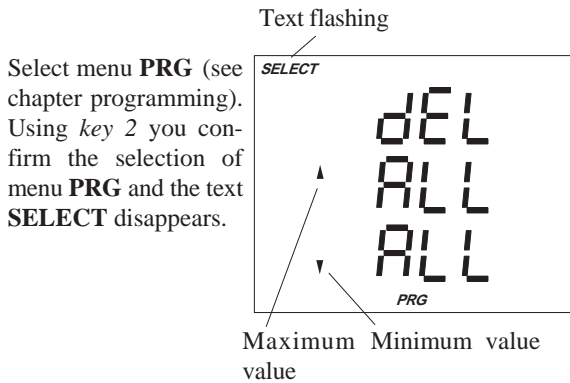 Text flashing
Select menu PRG (see
chapter programming).
Using key 2 you con-
firm the selection of
menu PRG and the text
SELECT disappears.
SELECT
dEL
ALL
ALL
PRG
Maximum
value
Minimum value